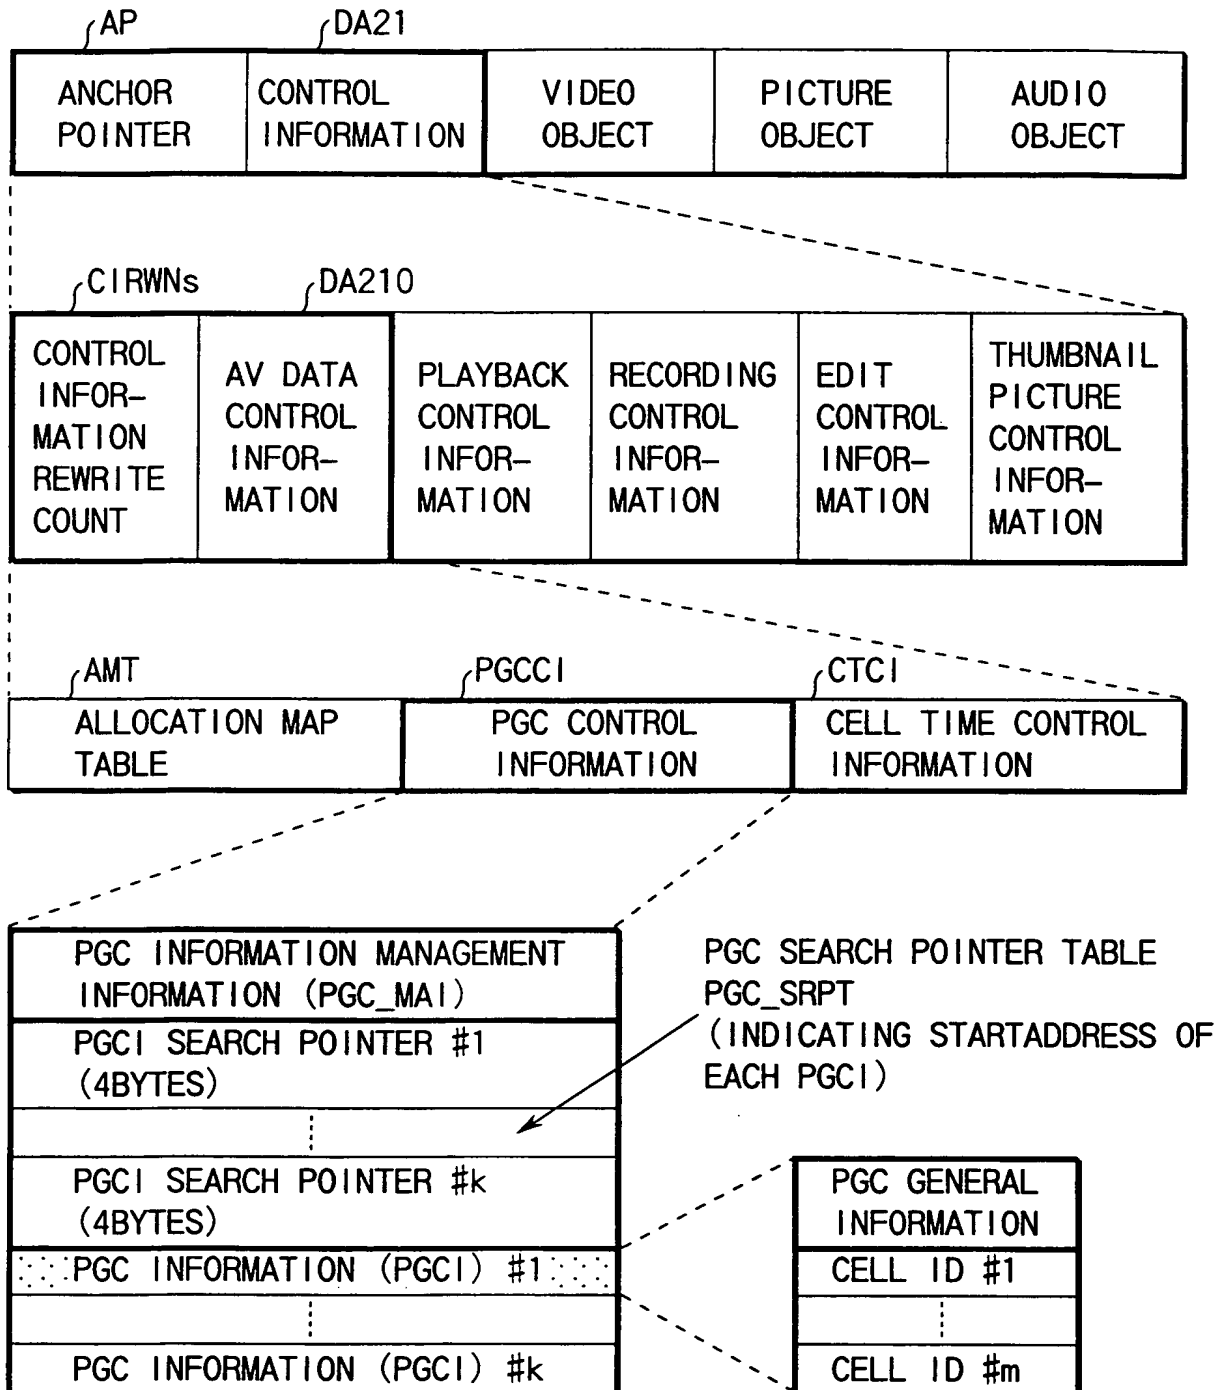 AP
DA21
ANCHOR
POINTER
CONTROL
INFORMATION
VIDEO
OBJECT
PICTURE
OBJECT
AUDIO
OBJECT
CIRWNs
DA210
CONTROL
INFOR-
MATION
REWRITE
COUNT
AV DATA
CONTROL
INFOR-
MATION
PLAYBACK
CONTROL
INFOR-
MATION
RECORDING
CONTROL
INFOR-
MATION
EDIT
CONTROL
INFOR-
MATION
THUMBNAIL
PICTURE
CONTROL
INFOR-
MATION
AMT
PGCCI
CTCI
ALLOCATION MAP
TABLE
PGC CONTROL
INFORMATION
CELL TIME CONTROL
INFORMATION
PGC INFORMATION MANAGEMENT
INFORMATION (PGC_MAI)
PGCI SEARCH POINTER #1
(4BYTES)
PGCI SEARCH POINTER #k
(4BYTES)
PGC INFORMATION (PGCI) #1
PGC INFORMATION (PGCI) #k
PGC SEARCH POINTER TABLE
PGC_SRPT
(INDICATING STARTADDRESS OF
EACH PGCI)
PGC GENERAL
INFORMATION
CELL ID #1
CELL ID #m